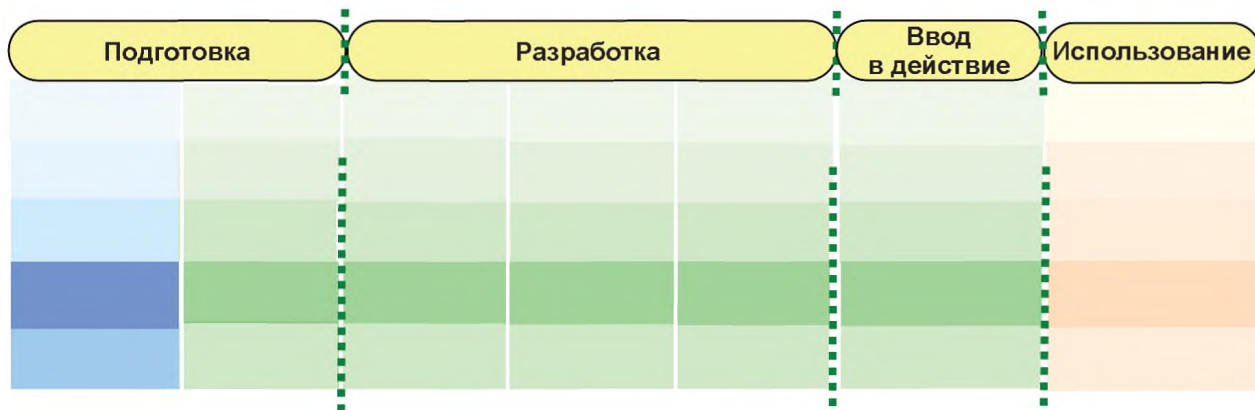 Подготовка
Разработка
Ввод
в действие
Использование